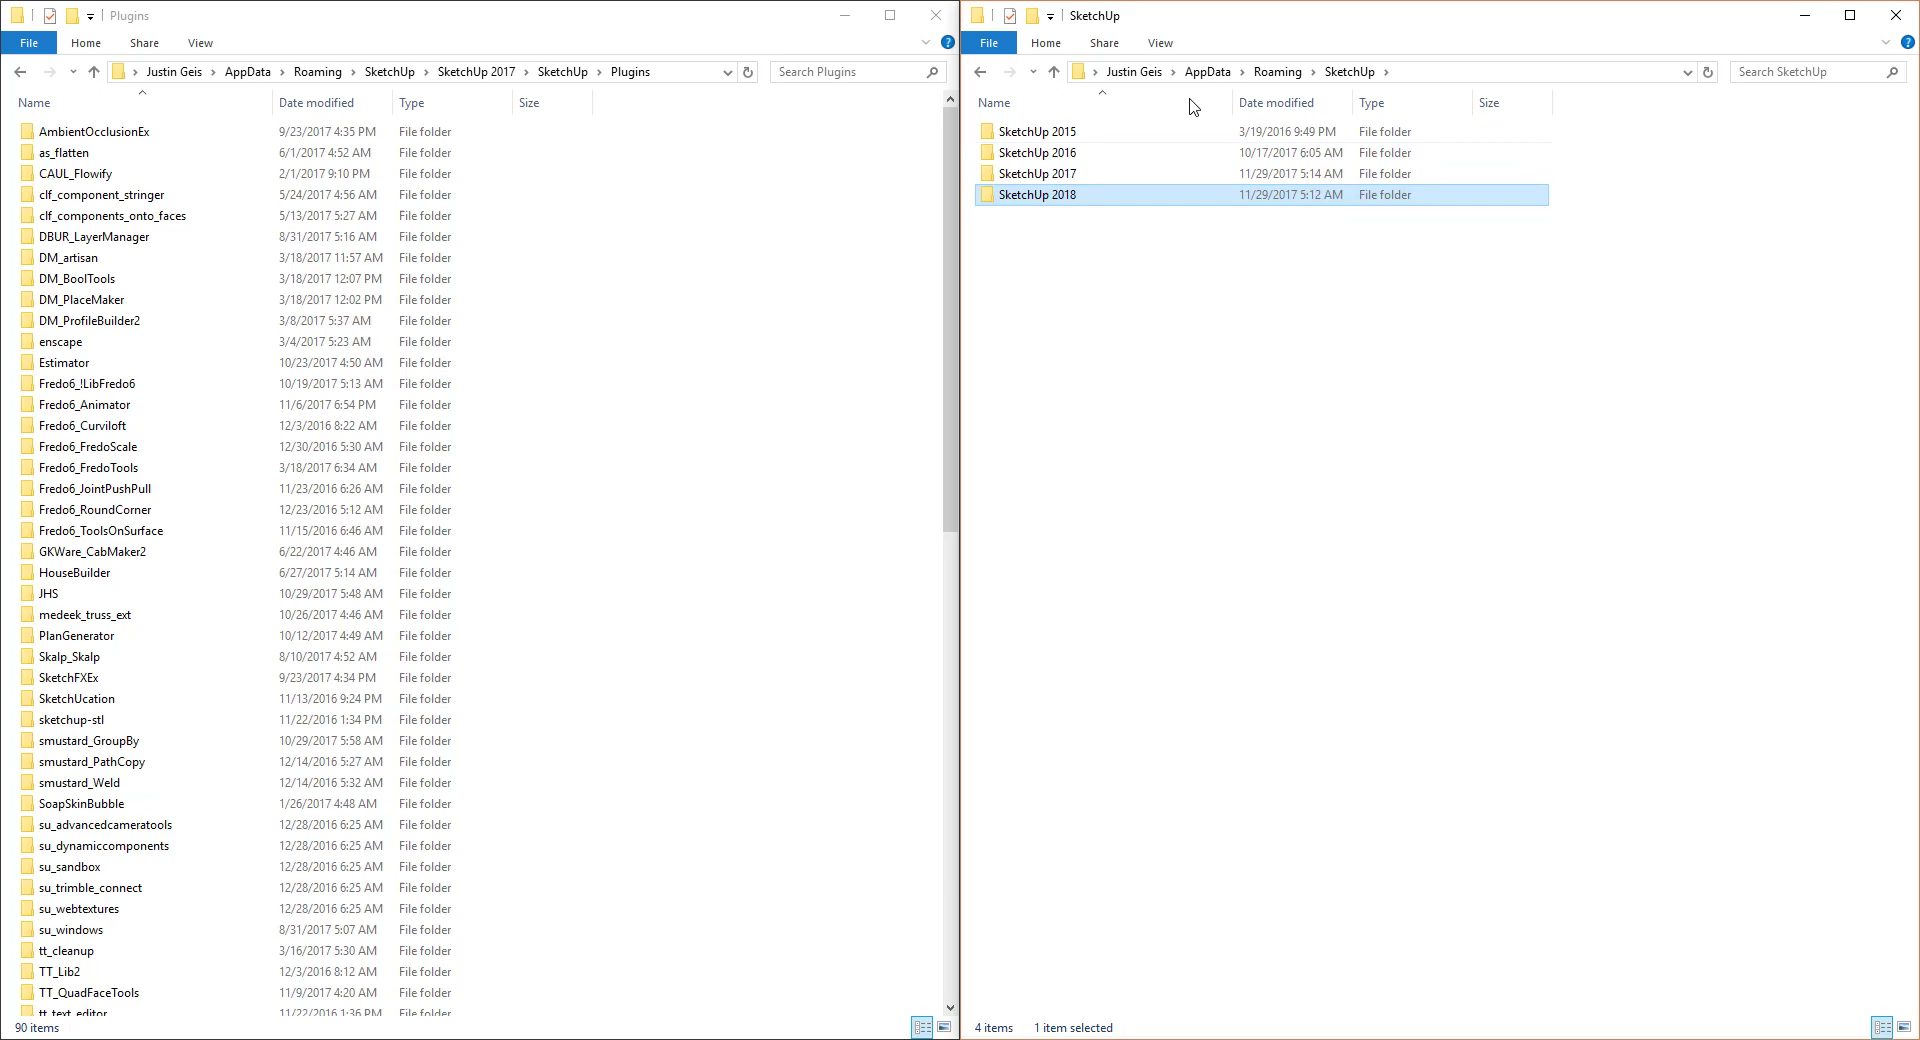 Plugins
File Home Share View
Justin Geis AppData Roaming SketchUp SketchUp 2017 SketchUp Plugins Search Plugins
Name Date modified Type Size
AmbientOcclusionEx 9/23/2017 4:35 PM File folder
as_flatten 6/1/2017 4:52 AM File folder
CAUL_Flowify 2/1/2017 9:10 PM File folder
clf_component_stringer 5/24/2017 4:56 AM File folder
clf_components_onto_faces 5/13/2017 5:27 AM File folder
DBUR_LayerManager 8/31/2017 5:16 AM File folder
DM_artisan 3/18/2017 11:57 AM File folder
DM_BoolTools 3/18/2017 12:07 PM File folder
DM_PlaceMaker 3/18/2017 12:02 PM File folder
DM_ProfileBuilder2 3/8/2017 5:37 AM File folder
enscape 3/4/2017 5:23 AM File folder
Estimator 10/23/2017 4:50 AM File folder
Fredo6_!LibFredo6 10/19/2017 5:13 AM File folder
Fredo6_Animator 11/6/2017 6:54 PM File folder
Fredo6_Curviloft 12/3/2016 8:22 AM File folder
Fredo6_FredoScale 12/30/2016 5:30 AM File folder
Fredo6_FredoTools 3/18/2017 6:34 AM File folder
Fredo6_JointPushPull 11/23/2016 6:26 AM File folder
Fredo6_RoundCorner 12/23/2016 5:12 AM File folder
Fredo6_ToolsOnSurface 11/15/2016 6:46 AM File folder
GKWare_CabMaker2 6/22/2017 4:46 AM File folder
HouseBuilder 6/27/2017 5:14 AM File folder
JHS 10/29/2017 5:48 AM File folder
medeek_truss_ext 10/26/2017 4:46 AM File folder
PlanGenerator 10/12/2017 4:49 AM File folder
Skalp_Skalp 8/10/2017 4:52 AM File folder
SketchFXEx 9/23/2017 4:34 PM File folder
SketchUcation 11/13/2016 9:24 PM File folder
sketchup-stl 11/22/2016 1:34 PM File folder
smustard_GroupBy 10/29/2017 5:58 AM File folder
smustard_PathCopy 12/14/2016 5:27 AM File folder
smustard_Weld 12/14/2016 5:32 AM File folder
SoapSkinBubble 1/26/2017 4:48 AM File folder
su_advancedcameratools 12/28/2016 6:25 AM File folder
su_dynamiccomponents 12/28/2016 6:25 AM File folder
su_sandbox 12/28/2016 6:25 AM File folder
su_trimble_connect 12/28/2016 6:25 AM File folder
su_webtextures 12/28/2016 6:25 AM File folder
su_windows 8/31/2017 5:07 AM File folder
tt_cleanup 3/16/2017 5:30 AM File folder
TT_Lib2 12/3/2016 8:12 AM File folder
TT_QuadFaceTools 11/9/2017 4:20 AM File folder
tt_text_editor 11/22/2016 1:36 PM File folder
90 items
SketchUp
File Home Share View
Justin Geis AppData Roaming SketchUp Search SketchUp
Name Date modified Type Size
SketchUp 2015 3/19/2016 9:49 PM File folder
SketchUp 2016 10/17/2017 6:05 AM File folder
SketchUp 2017 11/29/2017 5:14 AM File folder
SketchUp 2018 11/29/2017 5:12 AM File folder
4 items 1 item selected